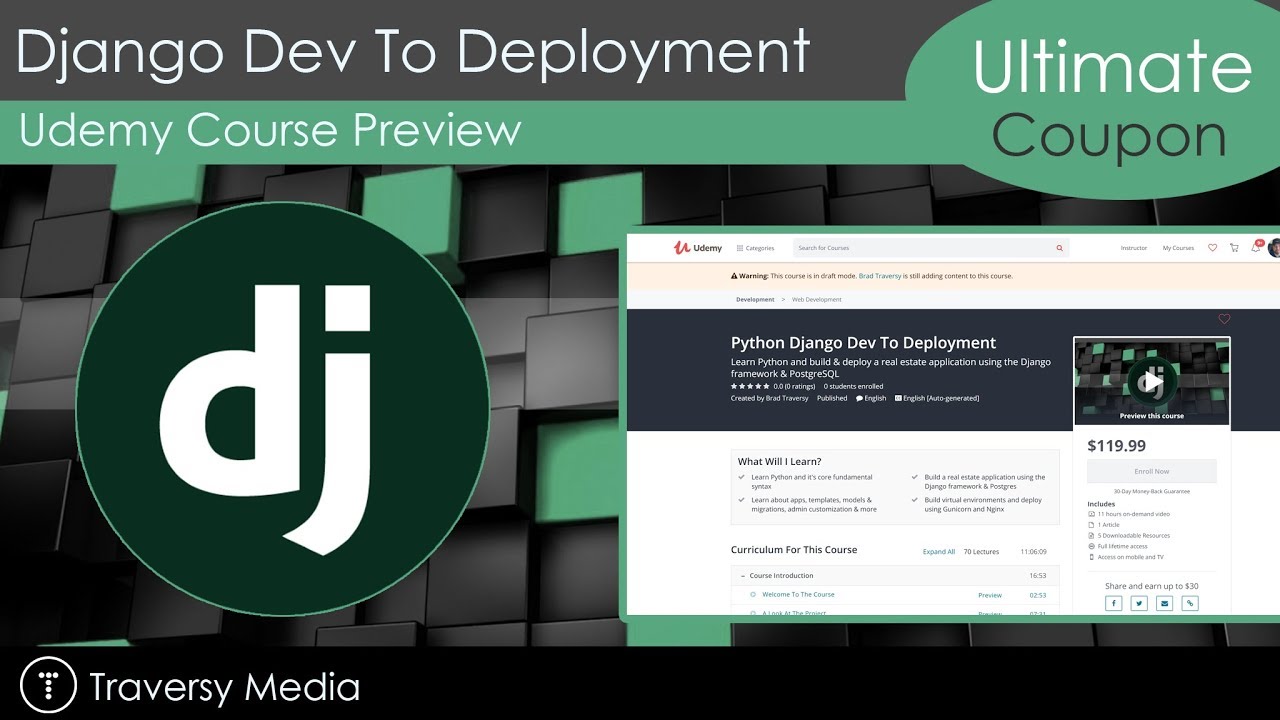 Django Dev To Deployment
Udemy Course Preview
Ultimate
Coupon
dj
Udemy
Categories
Search for Courses
Instructor
My Courses
9+
Warning: This course is in draft mode. Brad Traversy is still adding content to this course.
Development > Web Development
Python Django Dev To Deployment
Learn Python and build & deploy a real estate application using the Django
framework & PostgreSQL
0.0 (0 ratings) 0 students enrolled
Created by Brad Traversy Published English English [Auto-generated]
dj
Preview this course
$119.99
Enroll Now
30-Day Money-Back Guarantee
Includes
11 hours on-demand video
1 Article
5 Downloadable Resources
Full lifetime access
Access on mobile and TV
Share and earn up to $30
What Will I Learn?
Learn Python and it's core fundamental
syntax
Learn about apps, templates, models &
migrations, admin customization & more
Build a real estate application using the
Django framework & Postgres
Build virtual environments and deploy
using Gunicorn and Nginx
Curriculum For This Course
Expand All 70 Lectures 11:06:09
– Course Introduction 16:53
Welcome To The Course Preview 02:53
A Look At The Project Preview 07:31
Traversy Media